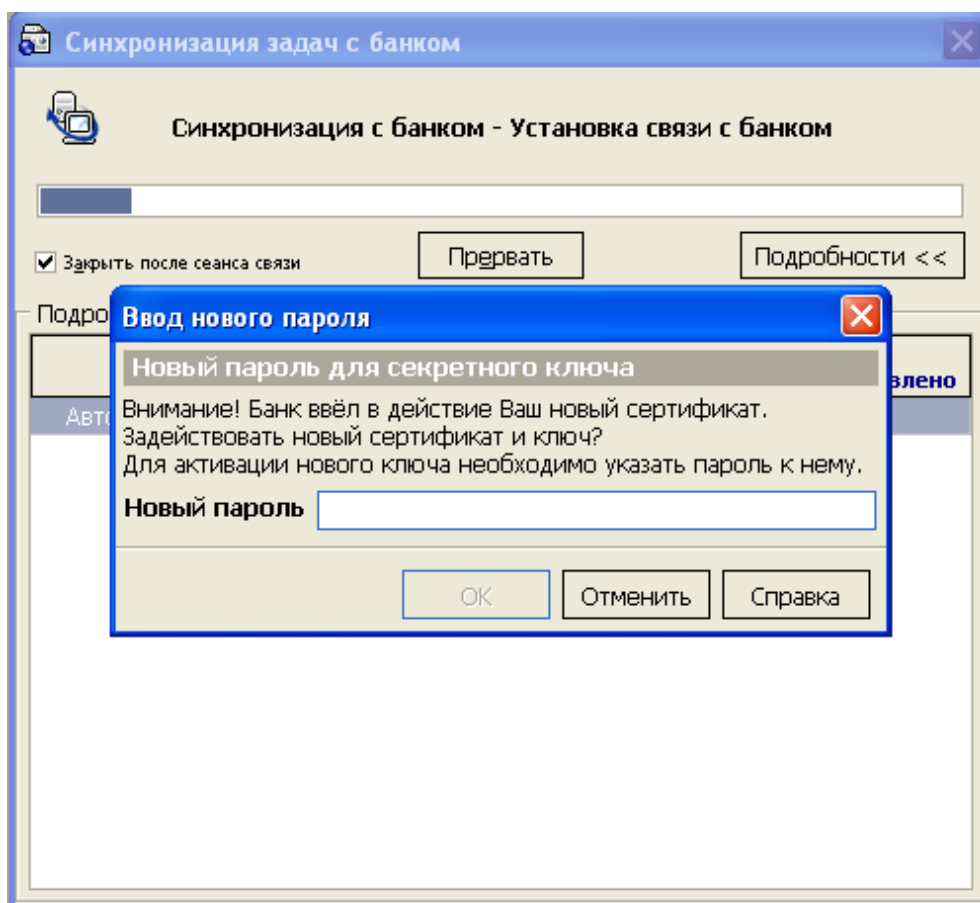 Синхронизация задач с банком
Синхронизация с банком - Установка связи с банком
Закрыть после сеанса связи
Прервать
Подробности <<
Ввод нового пароля
Новый пароль для секретного ключа
Внимание! Банк ввёл в действие Ваш новый сертификат.
Задействовать новый сертификат и ключ?
Для активации нового ключа необходимо указать пароль к нему.
Новый пароль
ОК
Отменить
Справка